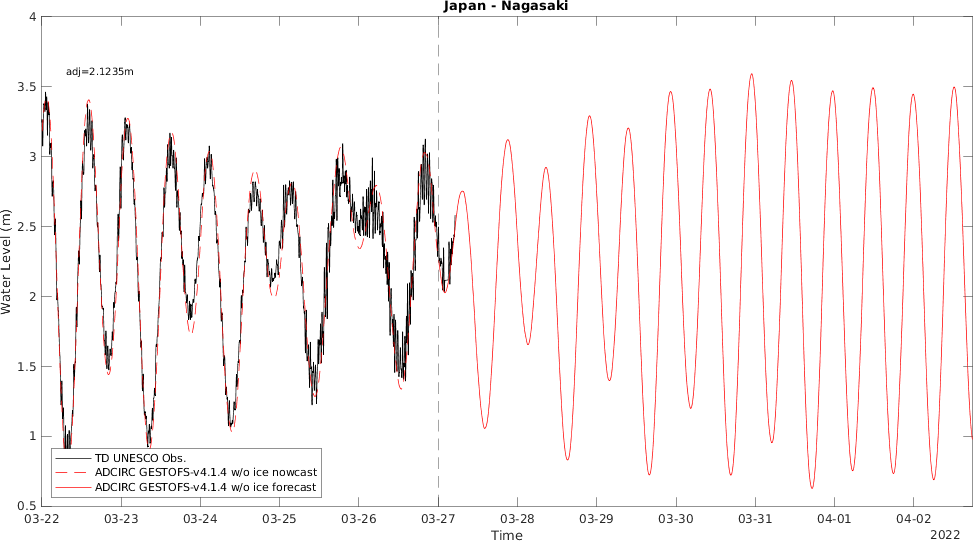 Japan - Nagasaki
4
adj=2.1235m
3.5
3
2.5
Water Level (m)
2
1.5
1
0.5
TD UNESCO Obs.
ADCIRC GESTOFS-v4.1.4 w/o ice nowcast
ADCIRC GESTOFS-v4.1.4 w/o ice forecast
03-22 03-23 03-24 03-25 03-26 03-27 03-28 03-29 03-30 03-31 04-01 04-02
Time
2022